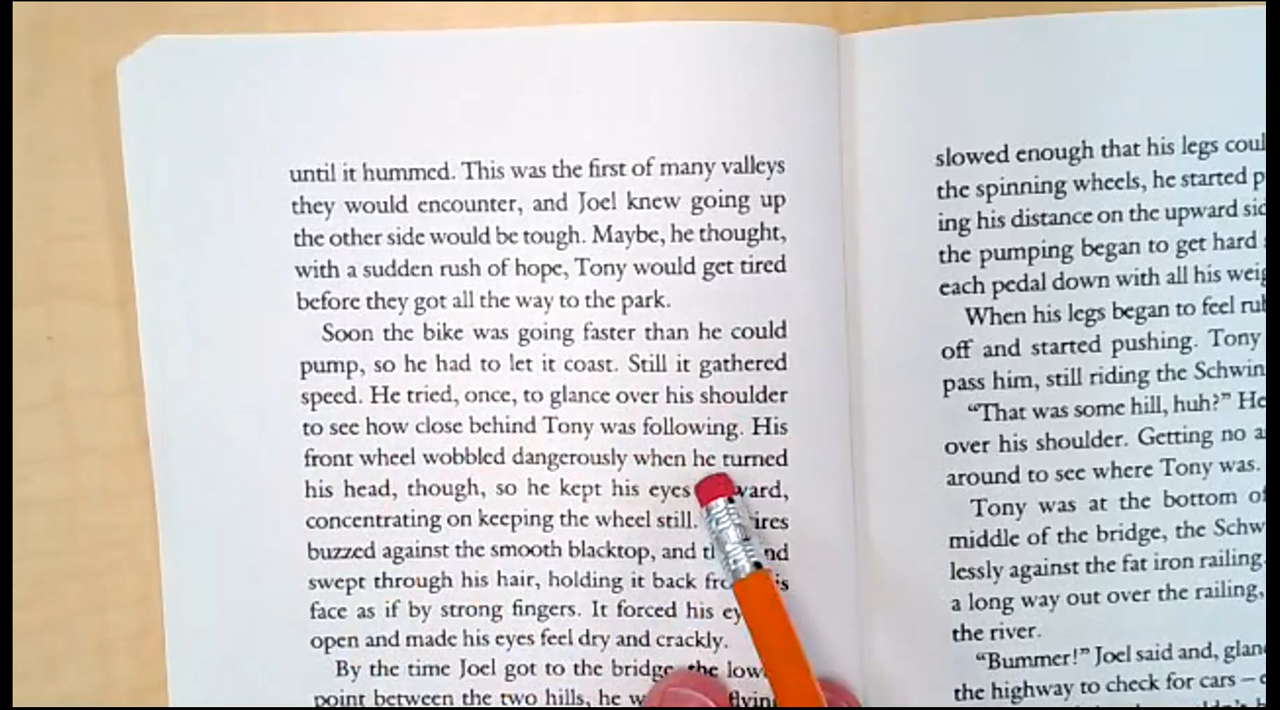 until it hummed. This was the first of many valleys
they would encounter, and Joel knew going up
the other side would be tough. Maybe, he thought,
with a sudden rush of hope, Tony would get tired
before they got all the way to the park.
Soon the bike was going faster than he could
pump, so he had to let it coast. Still it gathered
speed. He tried, once, to glance over his shoulder
to see how close behind Tony was following. His
front wheel wobbled dangerously when he turned
his head, though, so he kept his eyes
concentrating on keeping the wheel still.
buzzed against the smooth blacktop, and
swept through his hair, holding it back
face as if by strong fingers. It forced his
open and made his eyes feel dry and crackly.
By the time Joel got to the bridge, the
point between the two hills, he
slowed enough that his legs
the spinning wheels, he started
ing his distance on the upward
the pumping began to get hard
each pedal down with all his
When his legs began to feel
off and started pushing. Tony
pass him, still riding the
"That was some hill, huh?" He
over his shoulder. Getting no
around to see where Tony was.
Tony was at the bottom
middle of the bridge, the
lessly against the fat iron railing
a long way out over the railing,
the river.
"Bummer!" Joel said and,
the highway to check for cars –